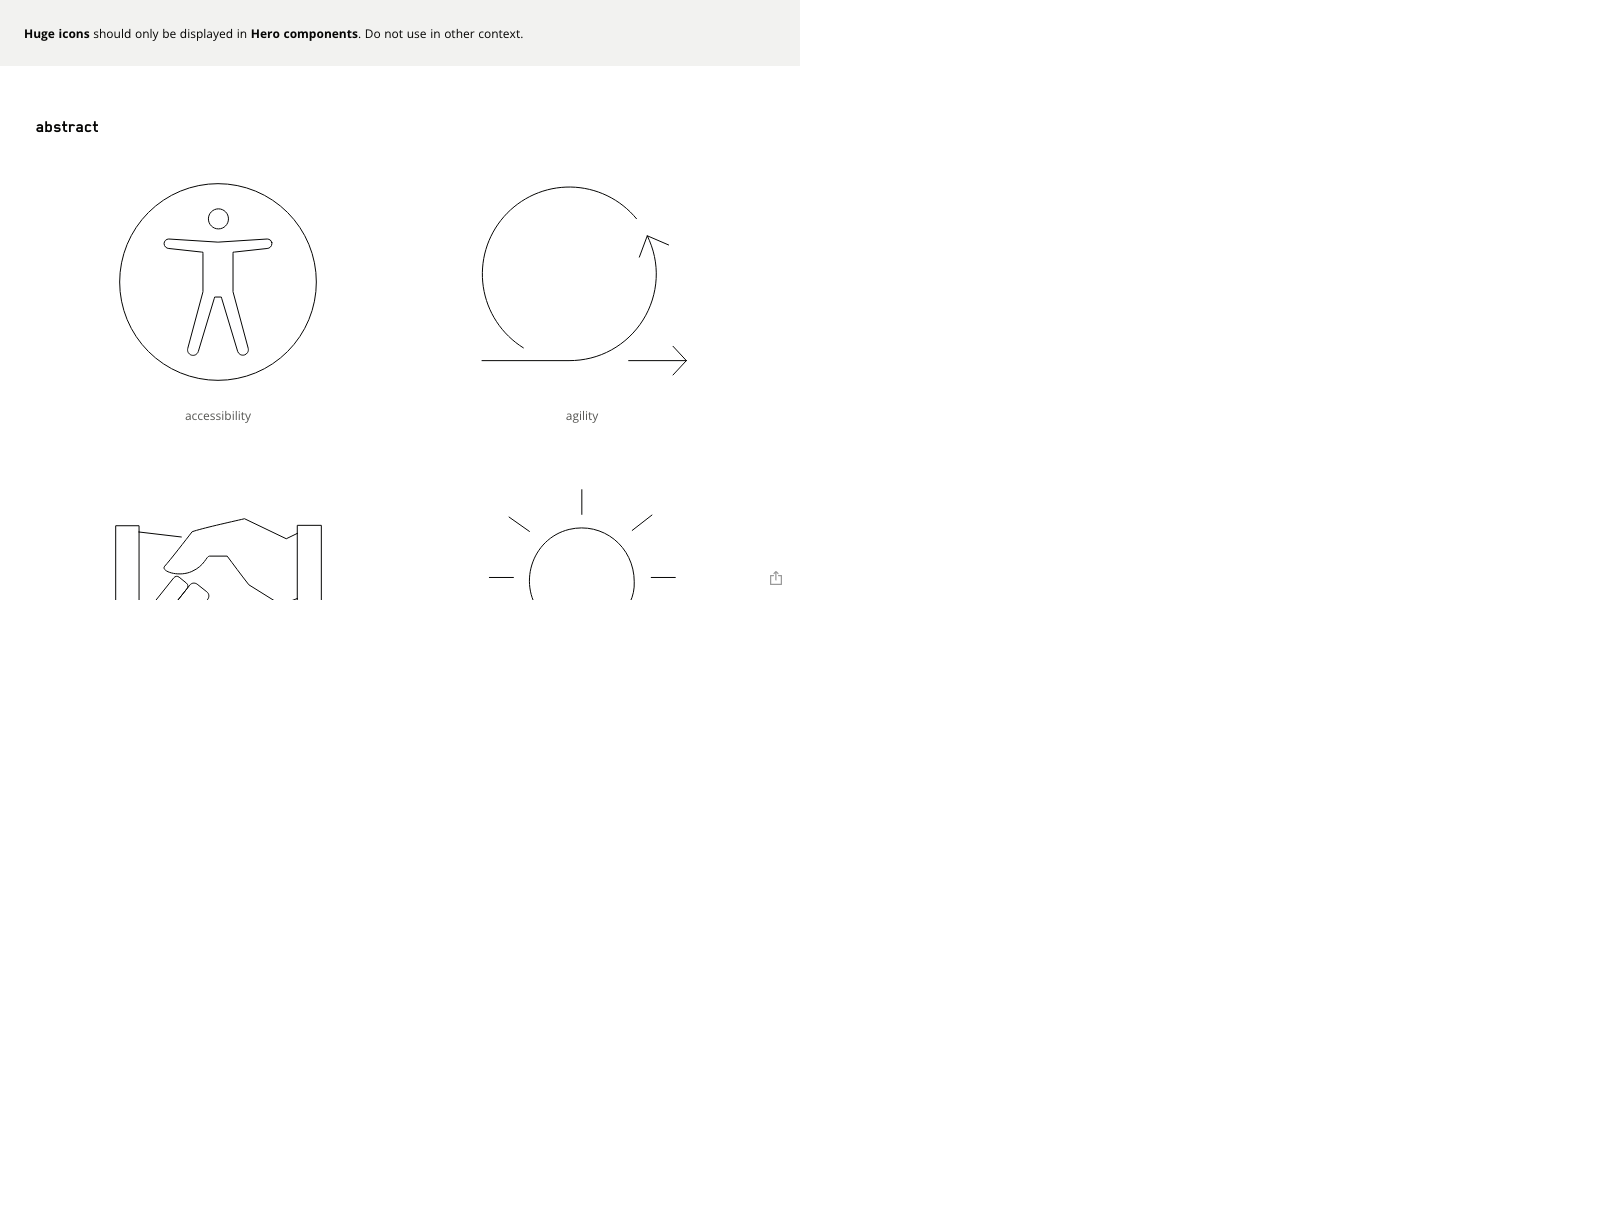 Huge icons should only be displayed in Hero components. Do not use in other context.
abstract
accessibility
agility